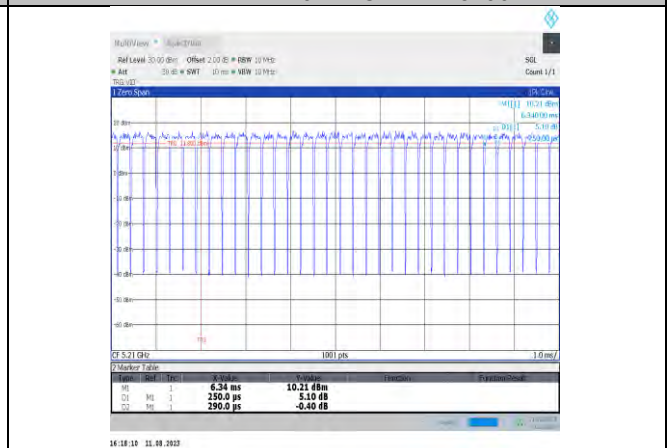 MultiView Spectrum
Ref Level 30.00 dBm Offset 2.00 dB RBW 10 MHz SGL
Att 30 dB SWT 10 ms VBW 10 MHz Count 1/1
TRG:VID
1 Zero Span
M1[1] 10.21 dBm
6.34000 ms
D1[1] 5.10 dB
20 dBm
10 dBm
0 dBm
-10 dBm
-20 dBm
-30 dBm
-40 dBm
-50 dBm
-60 dBm
TRG
CF 5.21 GHz 1001 pts 1.0 ms/
2 Marker Table
Type Ref Trc X-Value Y-Value Function Function Result
M1 1 6.34 ms 10.21 dBm
D1 M1 1 250.0 µs 5.10 dB
D2 M1 1 290.0 µs -0.40 dB
16:18:10 11.08.2023